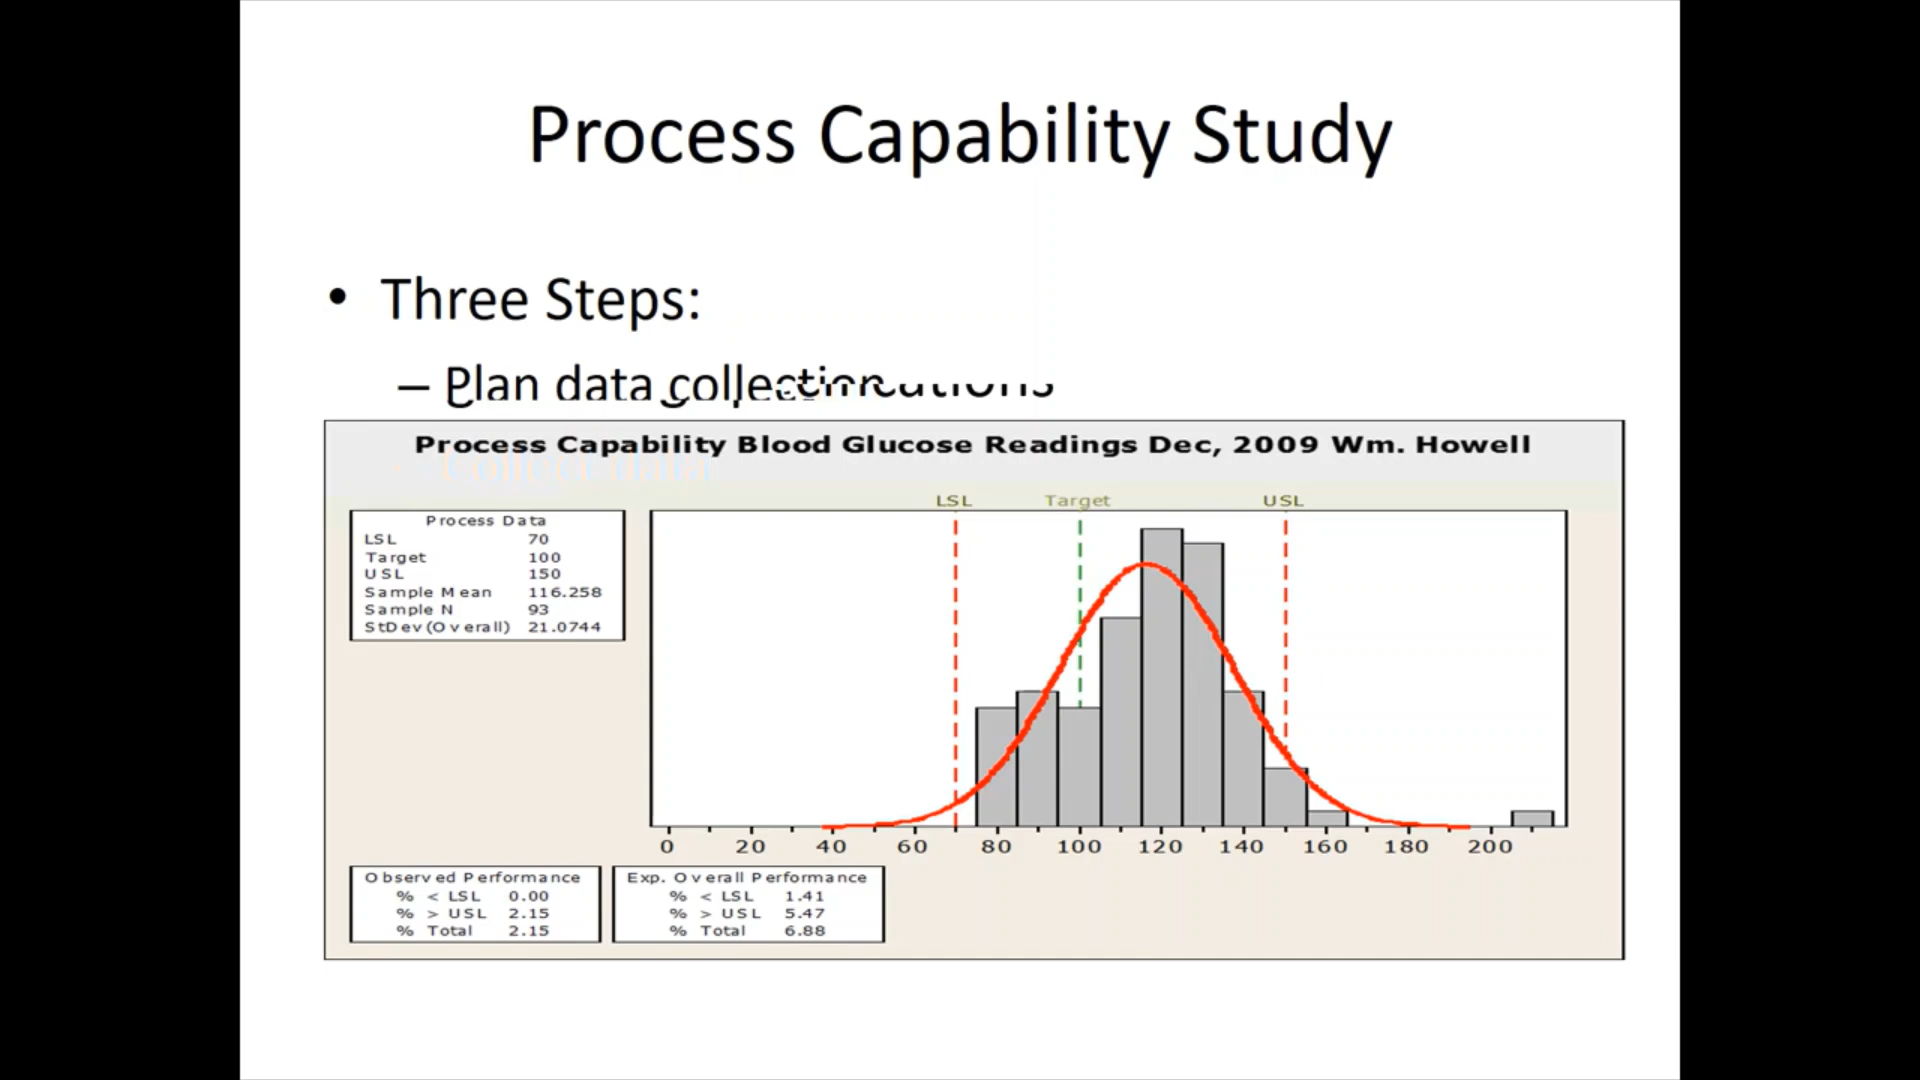 Process Capability Study
• Three Steps:
– Plan data collection
Process Capability Blood Glucose Readings Dec, 2009 Wm. Howell
LSL Target USL
Process Data
LSL 70
Target 100
USL 150
Sample Mean 116.258
Sample N 93
StDev(Overall) 21.0744
0 20 40 60 80 100 120 140 160 180 200
Observed Performance
% < LSL 0.00
% > USL 2.15
% Total 2.15
Exp. Overall Performance
% < LSL 1.41
% > USL 5.47
% Total 6.88